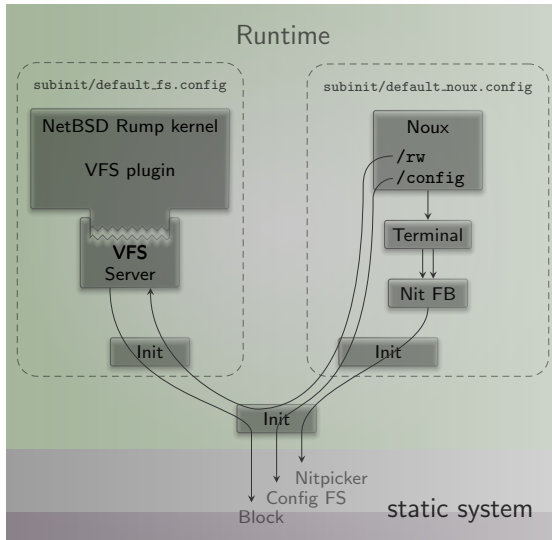 Runtime
subinit/default_fs.config
subinit/default_noux.config
NetBSD Rump kernel
VFS plugin
VFS
Server
Init
Noux
/rw
/config
Terminal
Nit FB
Init
Init
Nitpicker
Config FS
Block
static system